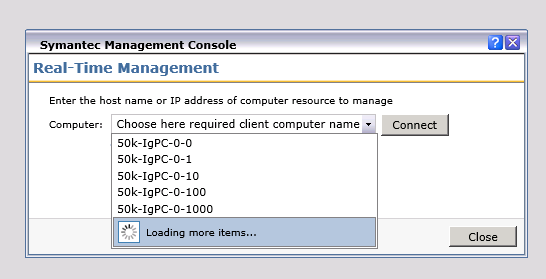 Symantec Management Console
?
X
Real-Time Management
Enter the host name or IP address of computer resource to manage
Computer: Choose here required client computer name Connect
50k-IgPC-0-0
50k-IgPC-0-1
50k-IgPC-0-10
50k-IgPC-0-100
50k-IgPC-0-1000
Loading more items...
Close